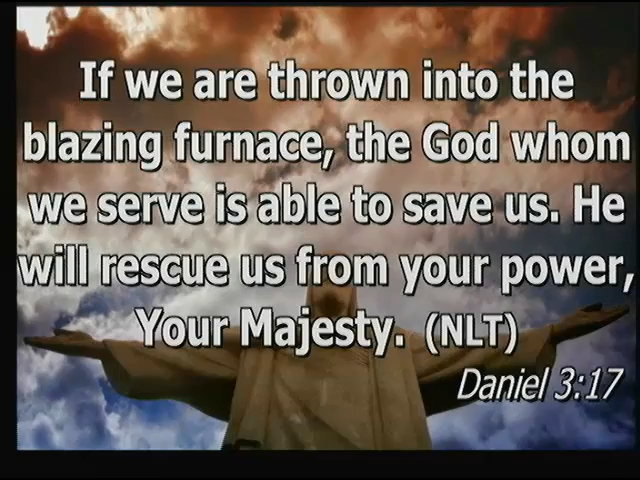 If we are thrown into the
blazing furnace, the God whom
we serve is able to save us. He
will rescue us from your power,
Your Majesty. (NLT)
Daniel 3:17